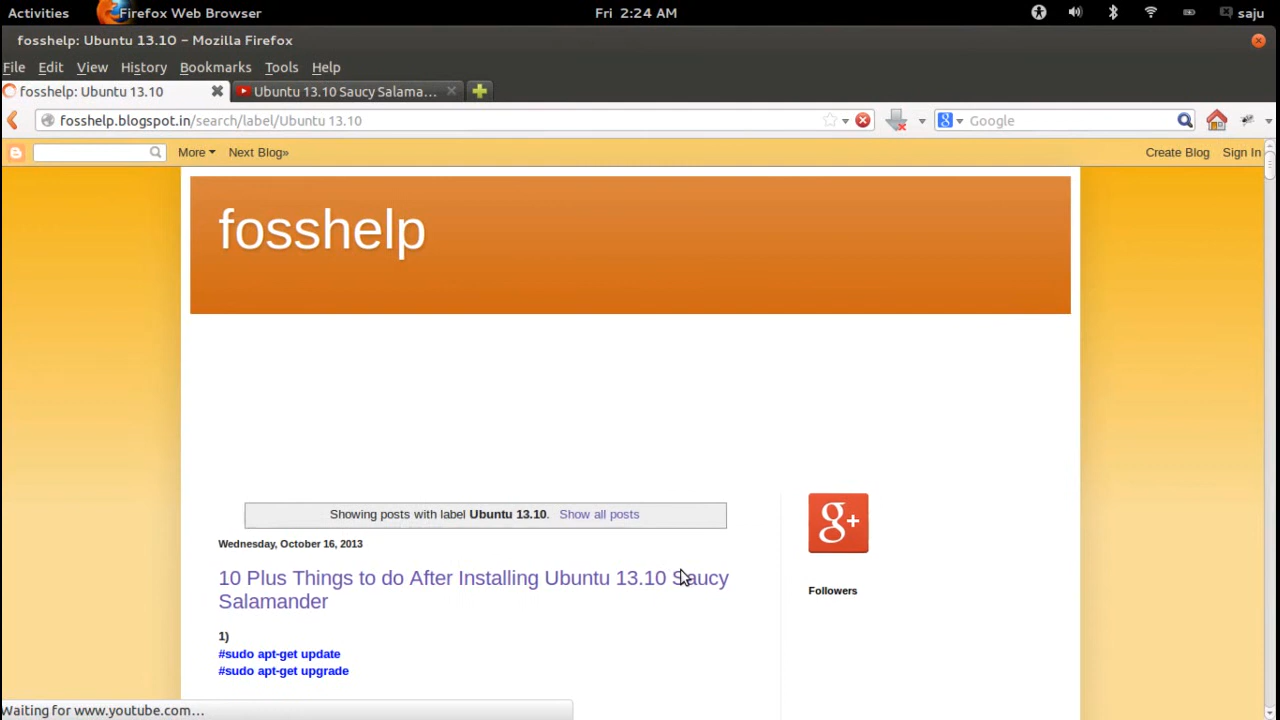 Activities Firefox Web Browser Fri 2:24 AM saju
fosshelp: Ubuntu 13.10 - Mozilla Firefox
File Edit View History Bookmarks Tools Help
fosshelp: Ubuntu 13.10 Ubuntu 13.10 Saucy Salama...
fosshelp.blogspot.in/search/label/Ubuntu 13.10 Google
More Next Blog» Create Blog Sign In
fosshelp
Showing posts with label Ubuntu 13.10. Show all posts
g+
Wednesday, October 16, 2013
10 Plus Things to do After Installing Ubuntu 13.10 Saucy
Salamander
Followers
1)
#sudo apt-get update
#sudo apt-get upgrade
Waiting for www.youtube.com...